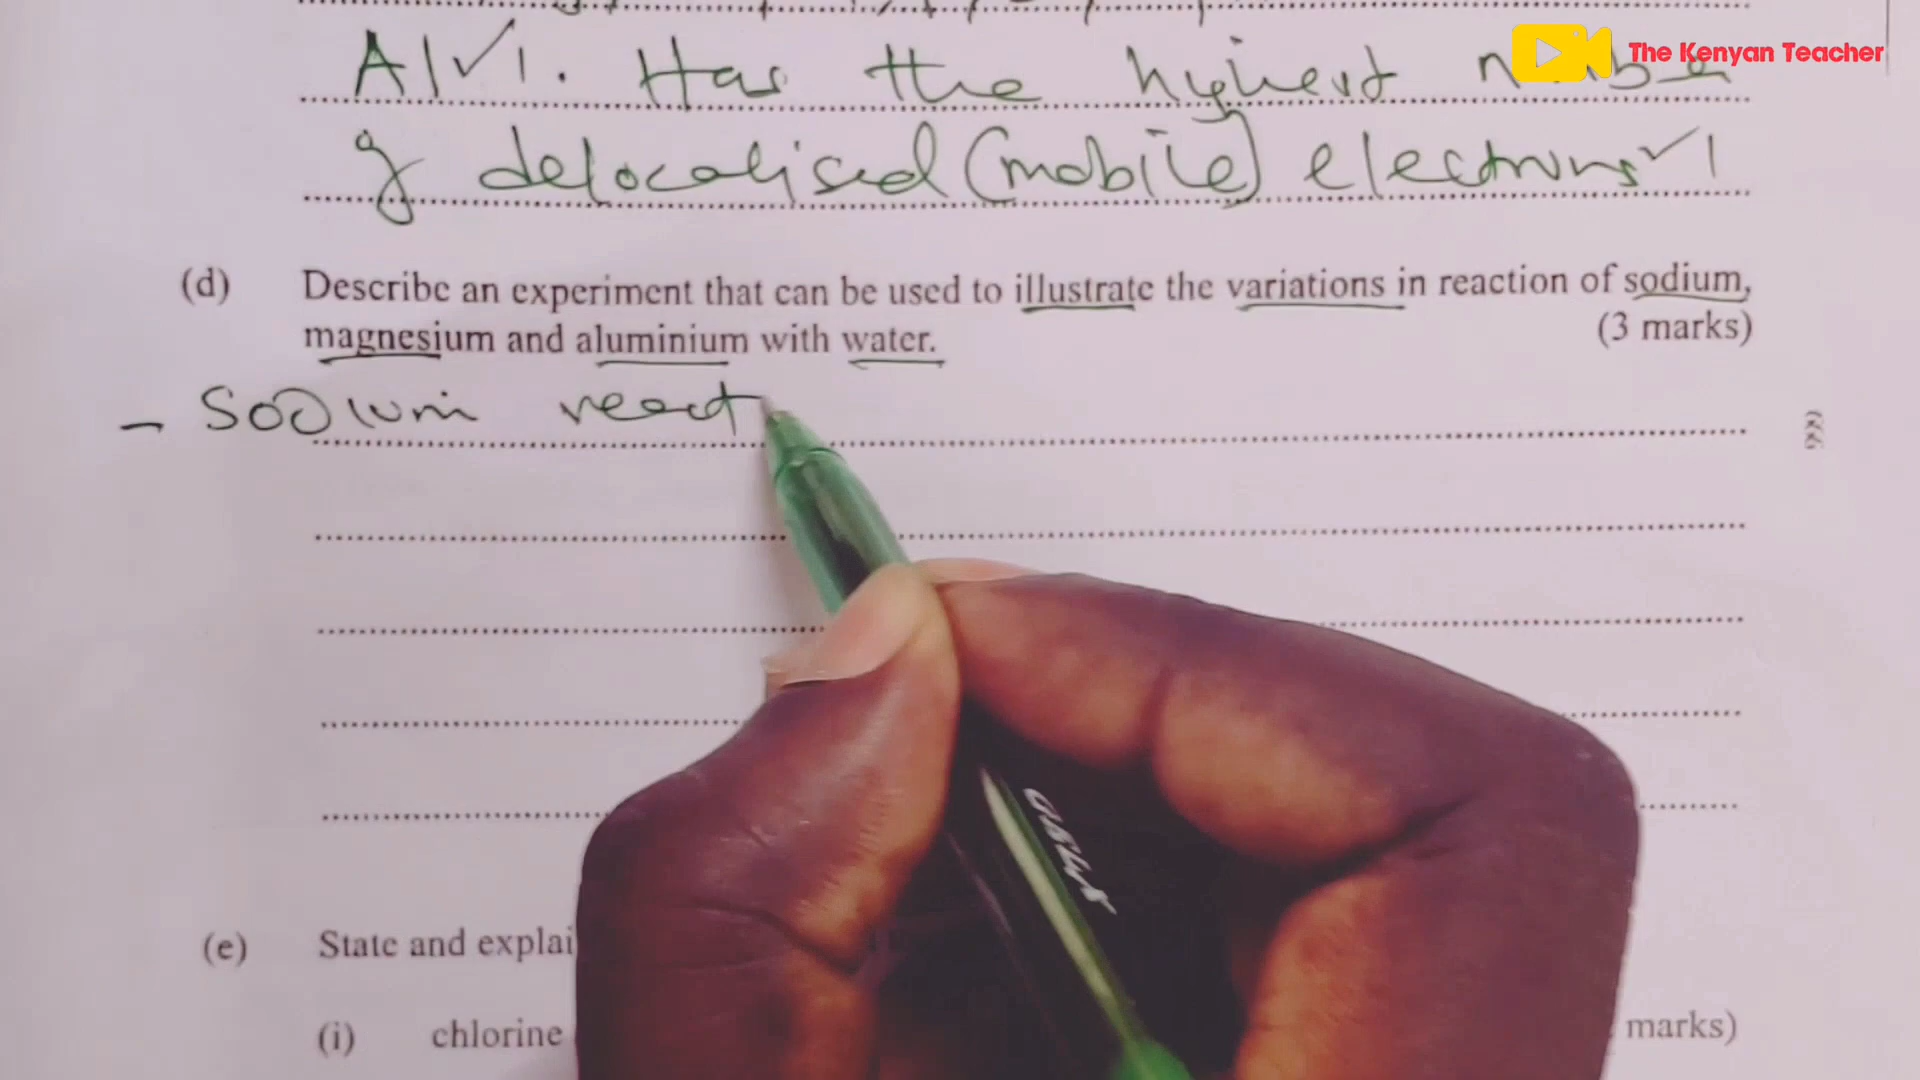 The Kenyan Teacher
Al ✓1. Has the highest
of delocalised (mobile) electrons ✓1
(d) Describe an experiment that can be used to illustrate the variations in reaction of sodium,
magnesium and aluminium with water. (3 marks)
- Sodium react
(e) State and explai
(i) chlorine marks)